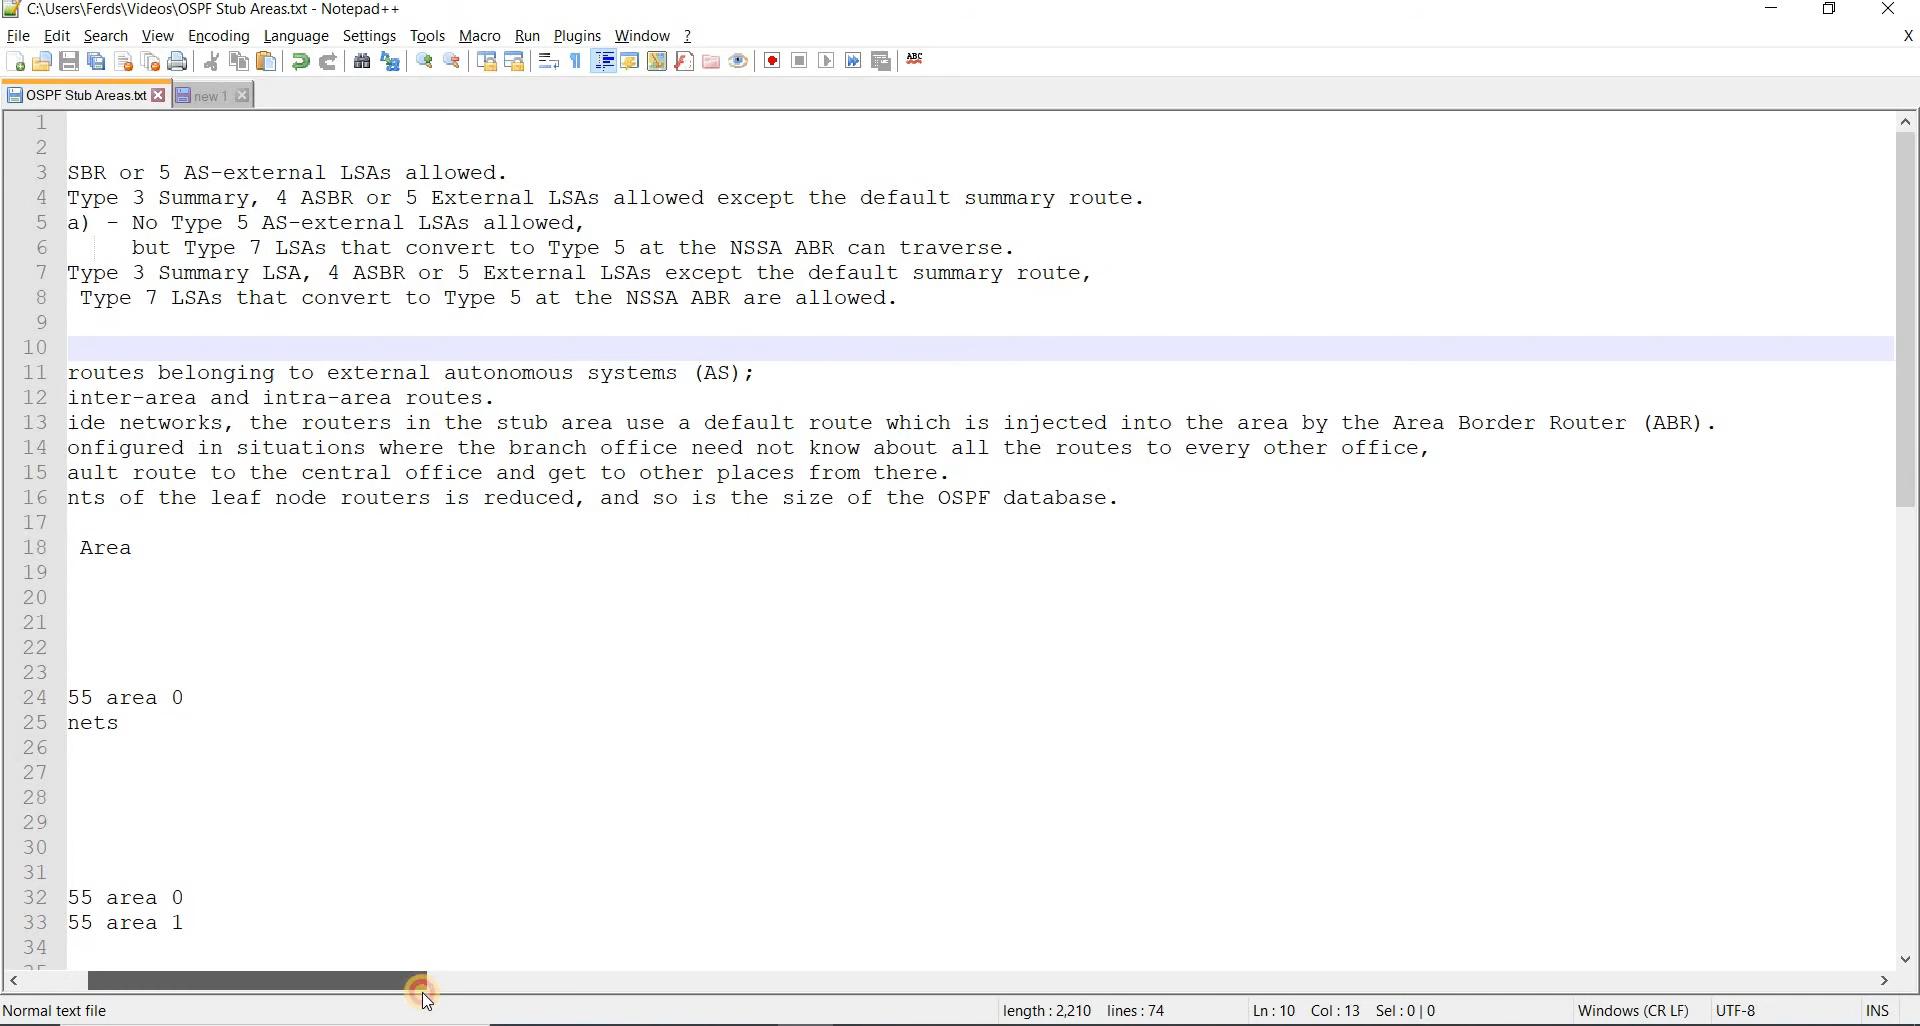 C:\Users\Ferds\Videos\OSPF Stub Areas.txt - Notepad++
File Edit Search View Encoding Language Settings Tools Macro Run Plugins Window ?
X
ABC
OSPF Stub Areas.txt new 1
1
2
3 SBR or 5 AS-external LSAs allowed.
4 Type 3 Summary, 4 ASBR or 5 External LSAs allowed except the default summary route.
5 a) - No Type 5 AS-external LSAs allowed,
6 but Type 7 LSAs that convert to Type 5 at the NSSA ABR can traverse.
7 Type 3 Summary LSA, 4 ASBR or 5 External LSAs except the default summary route,
8 Type 7 LSAs that convert to Type 5 at the NSSA ABR are allowed.
9
10
11 routes belonging to external autonomous systems (AS);
12 inter-area and intra-area routes.
13 ide networks, the routers in the stub area use a default route which is injected into the area by the Area Border Router (ABR).
14 onfigured in situations where the branch office need not know about all the routes to every other office,
15 ault route to the central office and get to other places from there.
16 nts of the leaf node routers is reduced, and so is the size of the OSPF database.
17
18 Area
19
20
21
22
23
24 55 area 0
25 nets
26
27
28
29
30
31
32 55 area 0
33 55 area 1
34
35
Normal text file length : 2,210 lines : 74 Ln : 10 Col : 13 Sel : 0 | 0 Windows (CR LF) UTF-8 INS